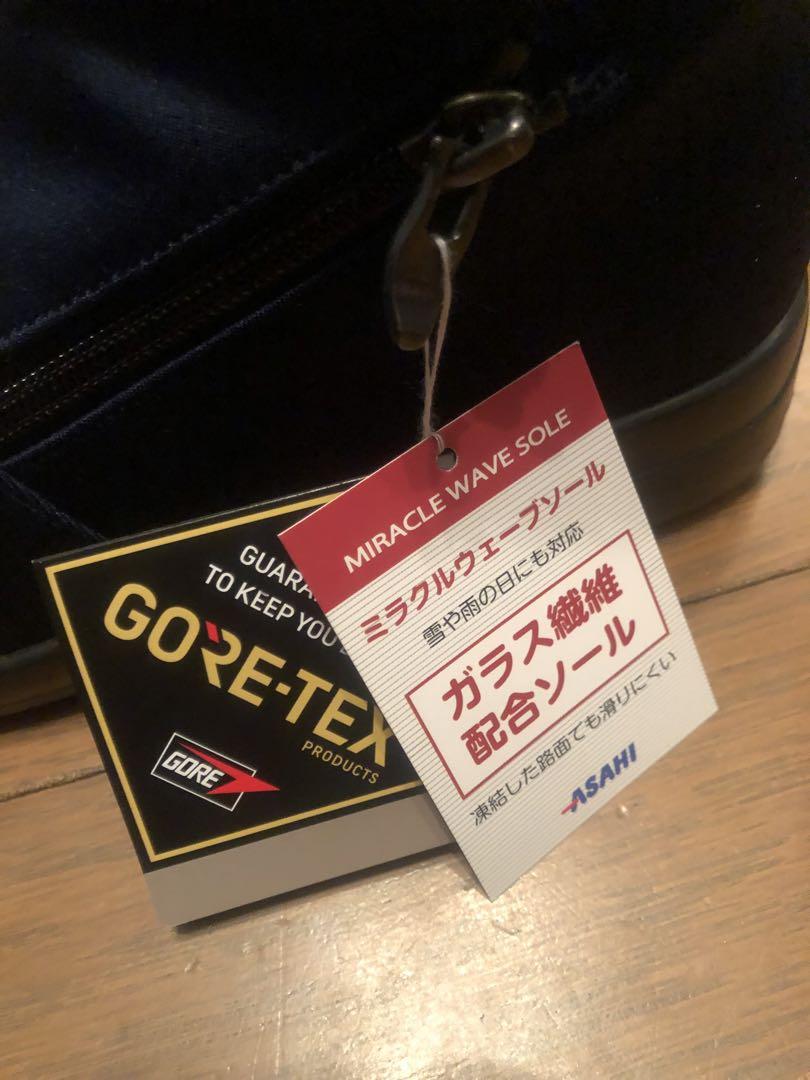 MIRACLE WAVE SOLE
ミラクルウェーブソール
雪や雨の日にも対応
ガラス繊維
配合ソール
凍結した路面でも滑りにくい
ASAHI
TO KEEP YOU
GORE-TEX
PRODUCTS
GORE